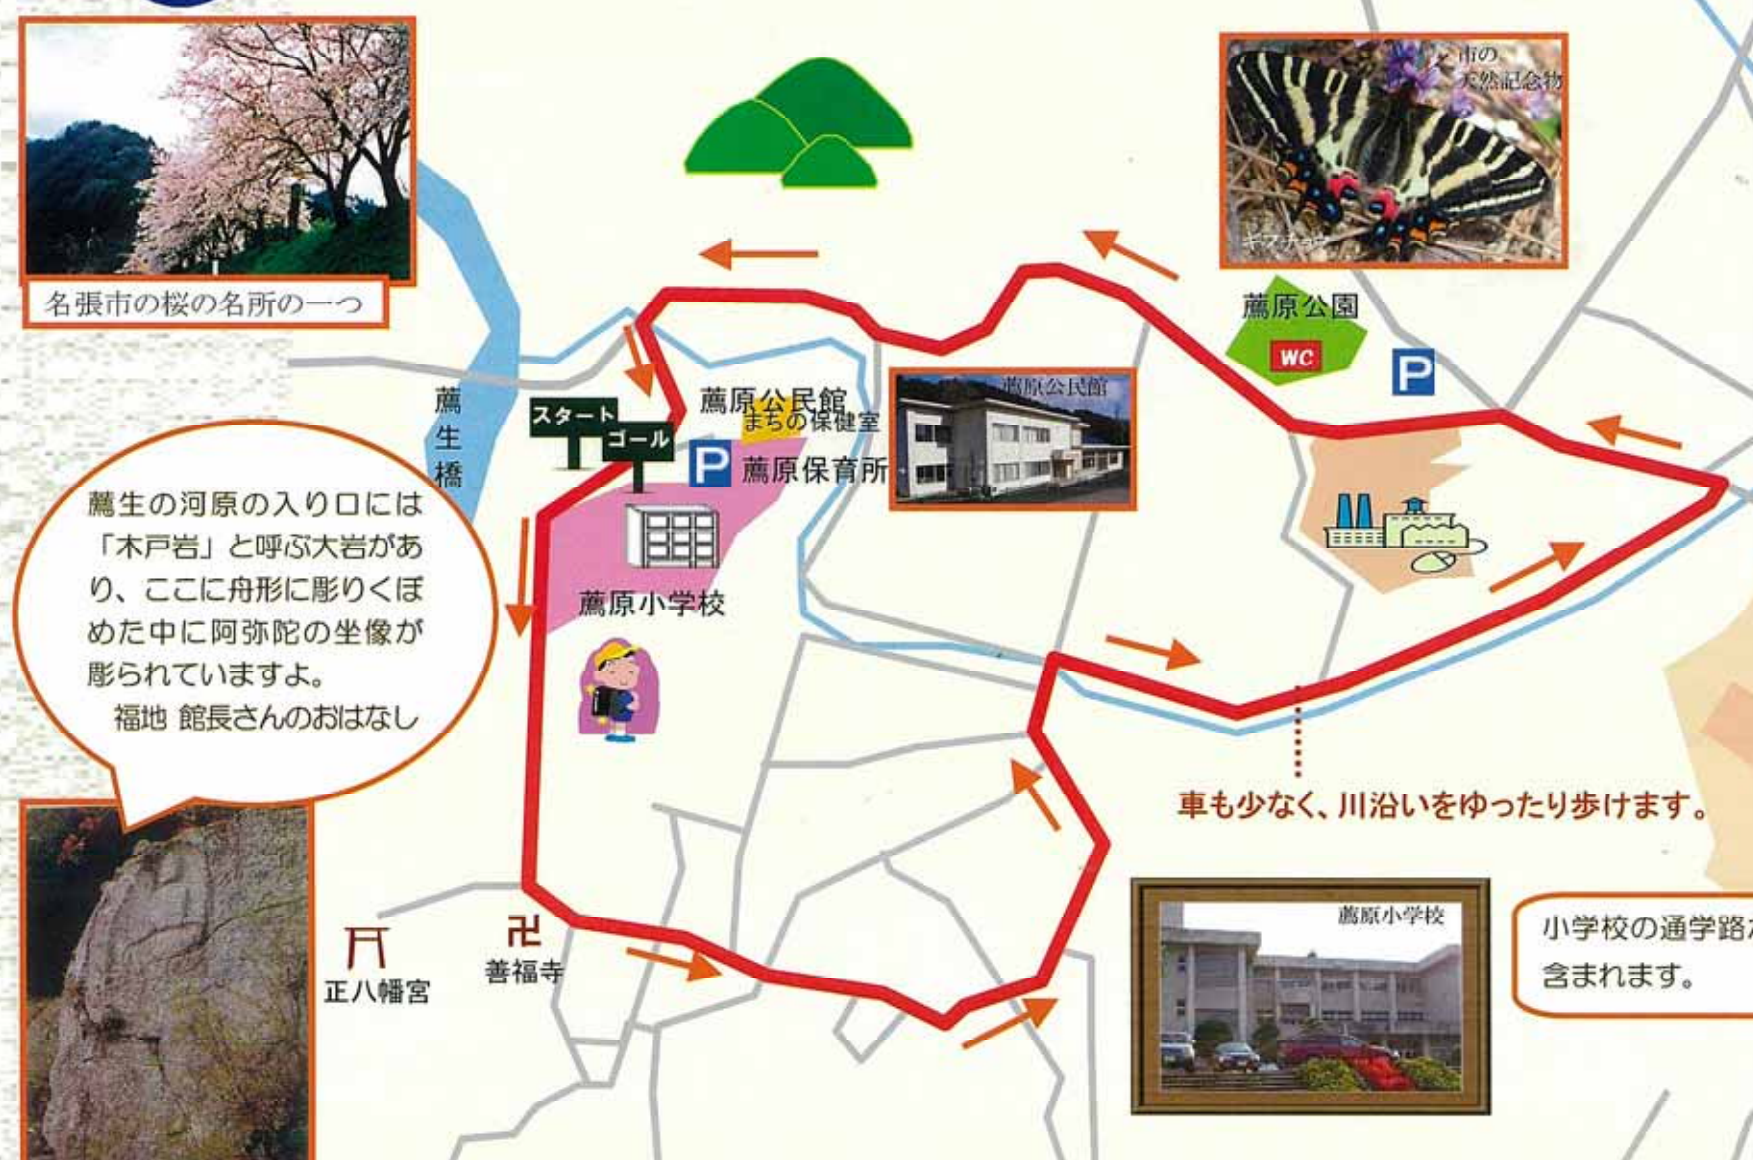 名張市の桜の名所の一つ
市の
天然記念物
ギフチョウ
薦原公園
WC
P
薦生橋
スタート
ゴール
薦原公民館
まちの保健室
P
薦原保育所
薦原公民館
薦原小学校
薦生の河原の入り口には
「木戸岩」と呼ぶ大岩があ
り、ここに舟形に彫りくぼ
めた中に阿弥陀の坐像が
彫られていますよ。
福地 館長さんのおはなし
車も少なく、川沿いをゆったり歩けます。
正八幡宮
卍
善福寺
薦原小学校
小学校の通学路
含まれます。